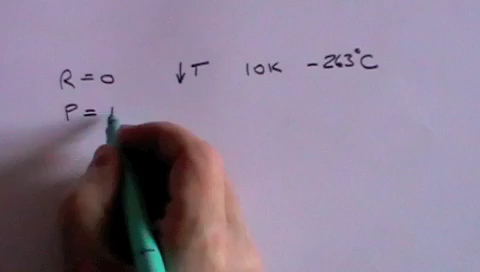 R = 0 ↓T 10K -263°C
P =